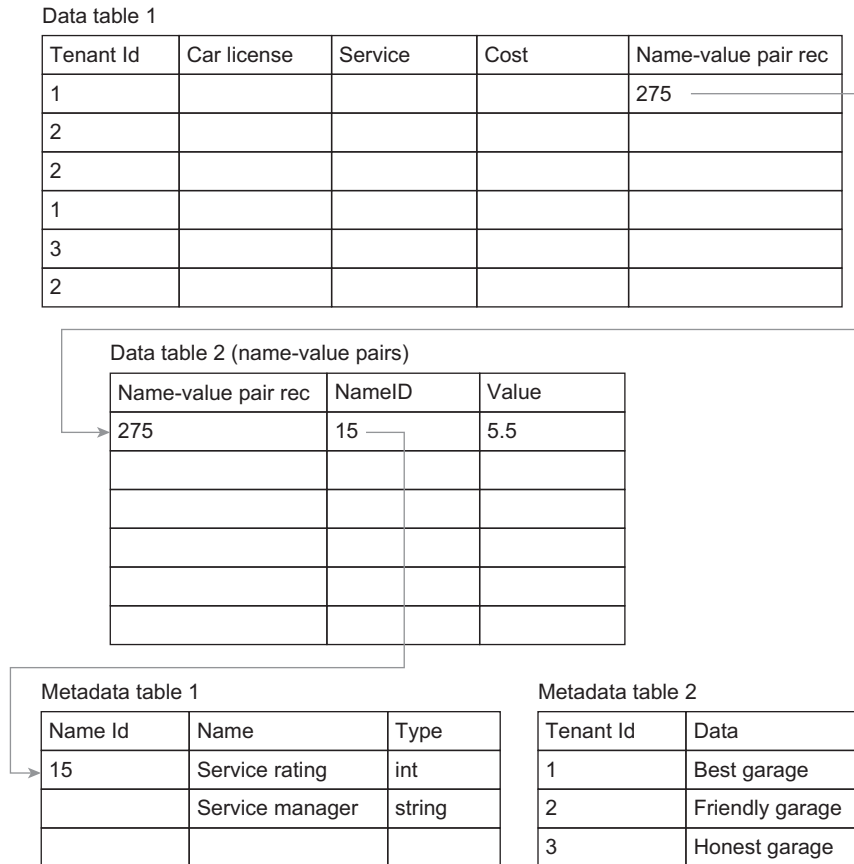 Data table 1
Tenant Id Car license Service Cost Name-value pair rec
1 275
2
2
1
3
2
Data table 2 (name-value pairs)
Name-value pair rec NameID Value
275 15 5.5
Metadata table 1
Name Id Name Type
15 Service rating int
Service manager string
Metadata table 2
Tenant Id Data
1 Best garage
2 Friendly garage
3 Honest garage